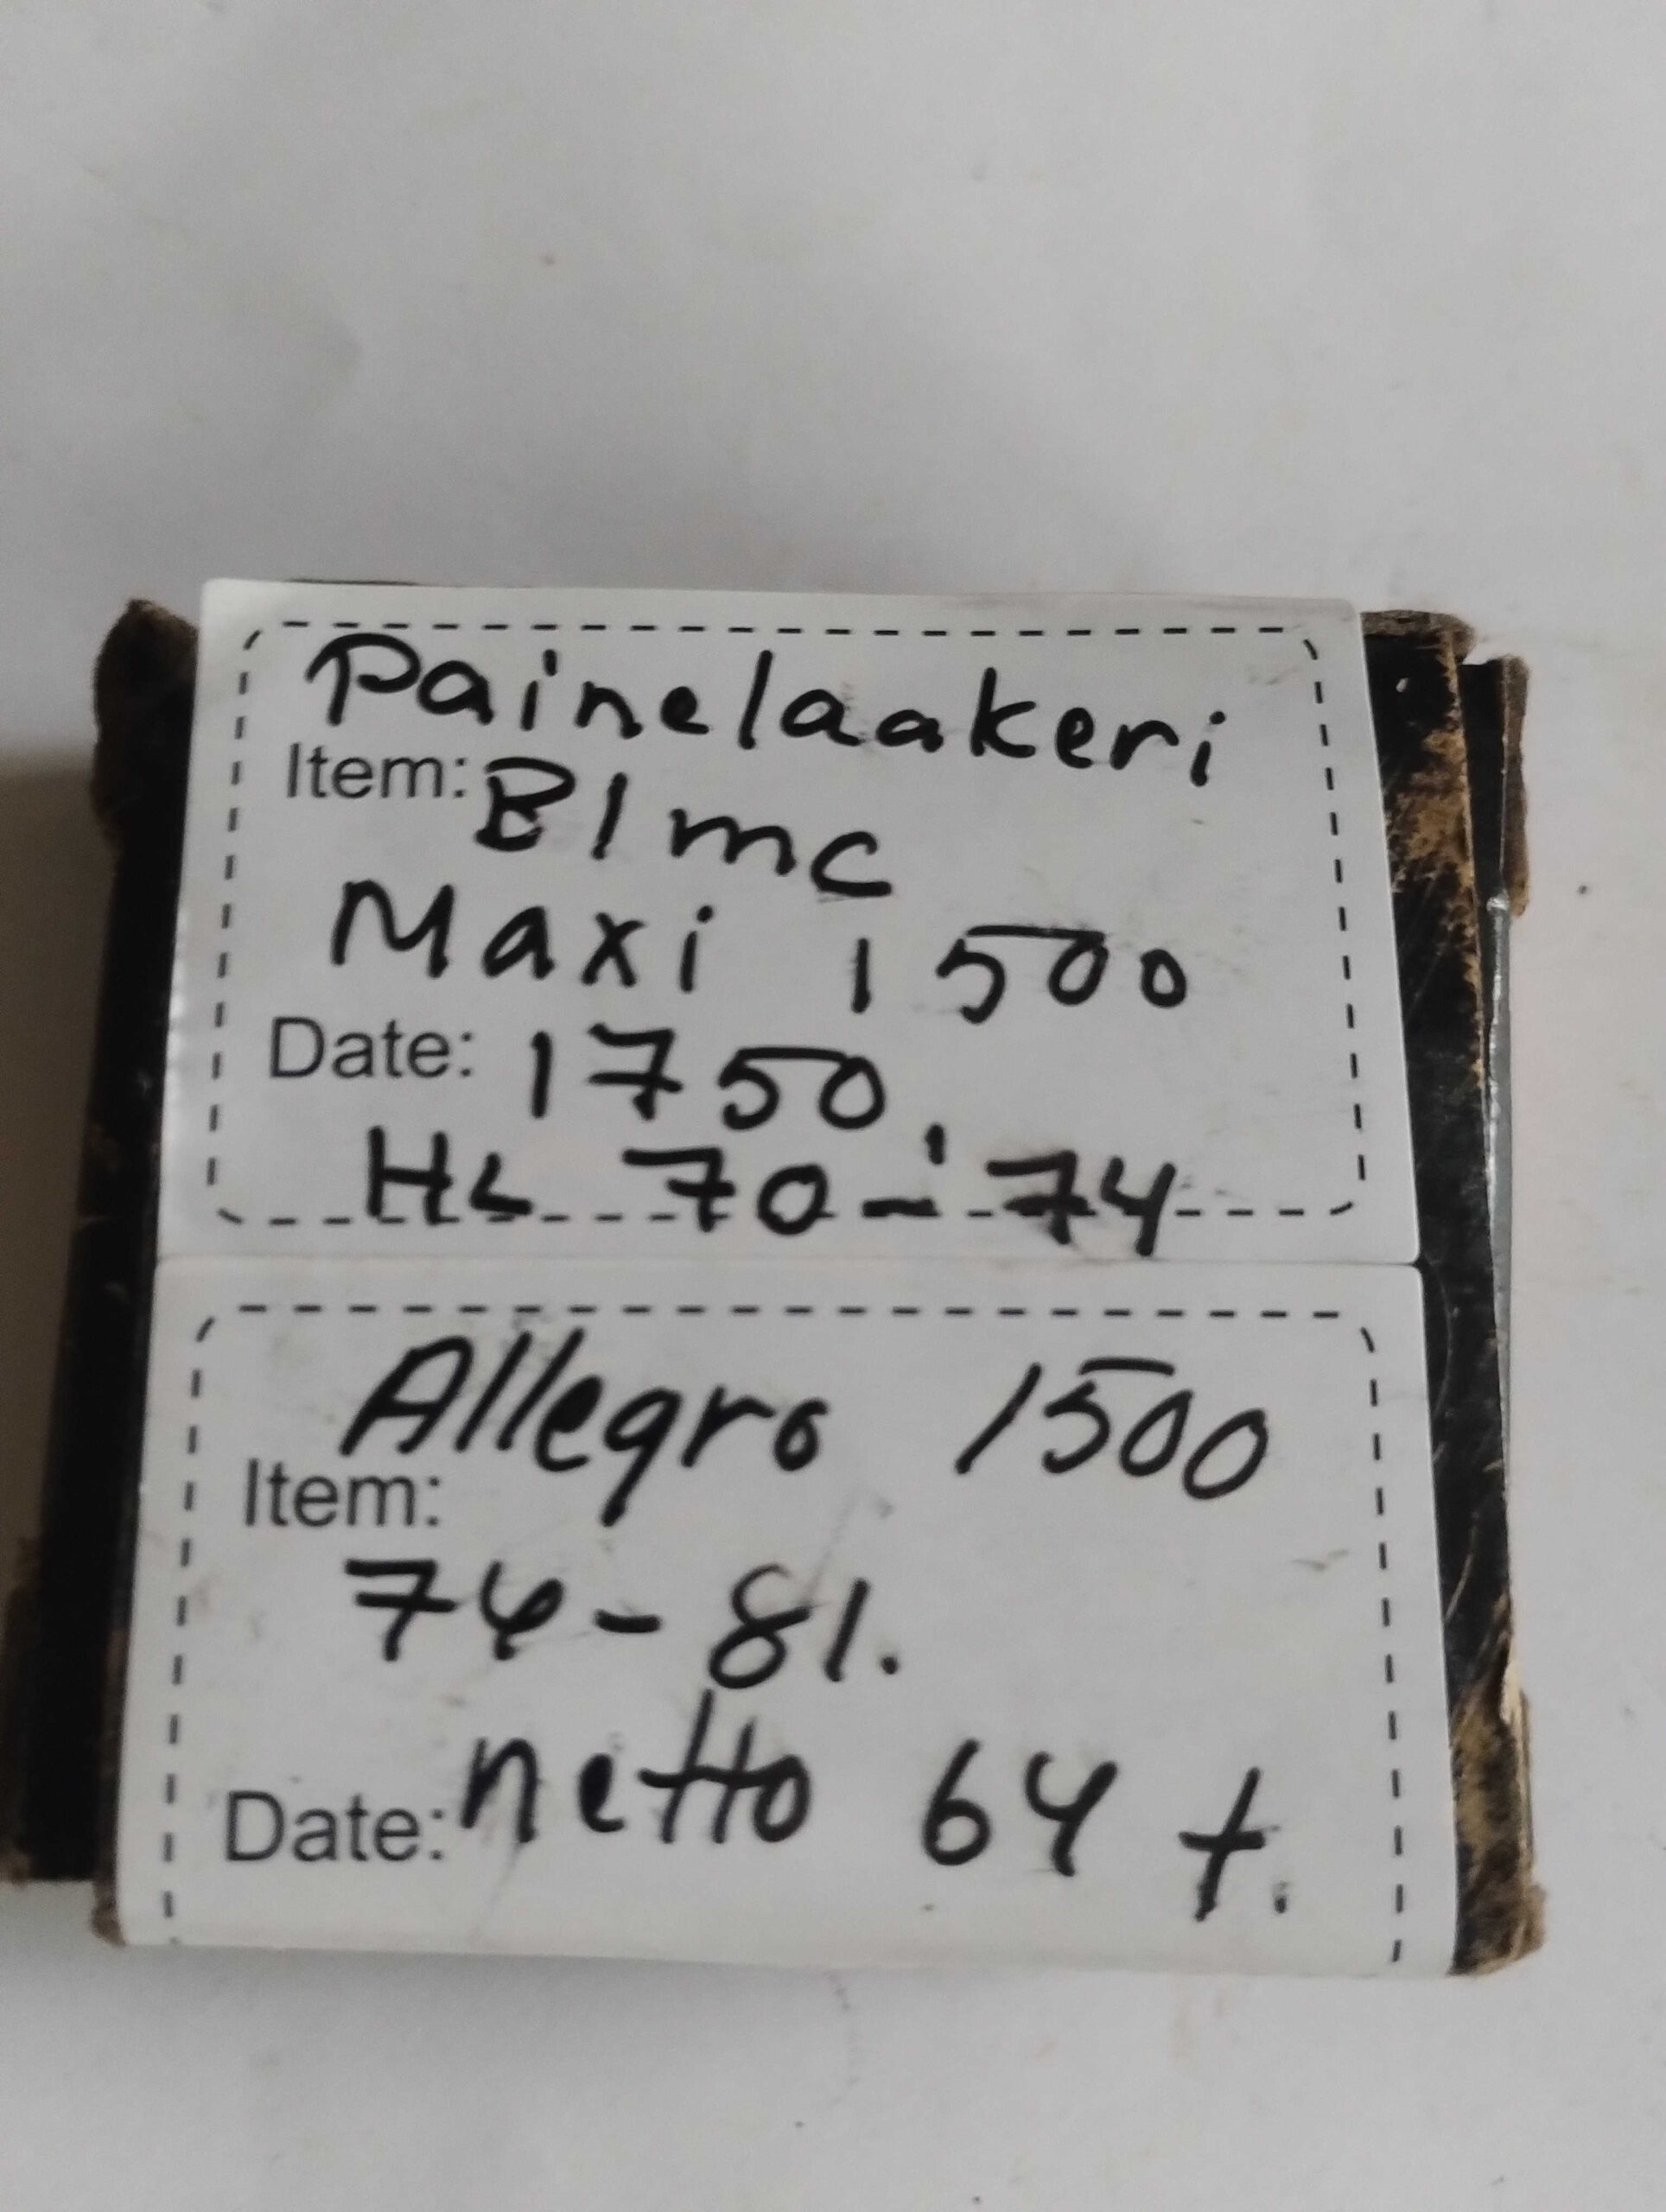 Painelaakeri
Item: Blmc
Maxi 1500
Date: 1750,
HL 70-74
Allegro 1500
Item:
74-81.
Date: netto 64 t.